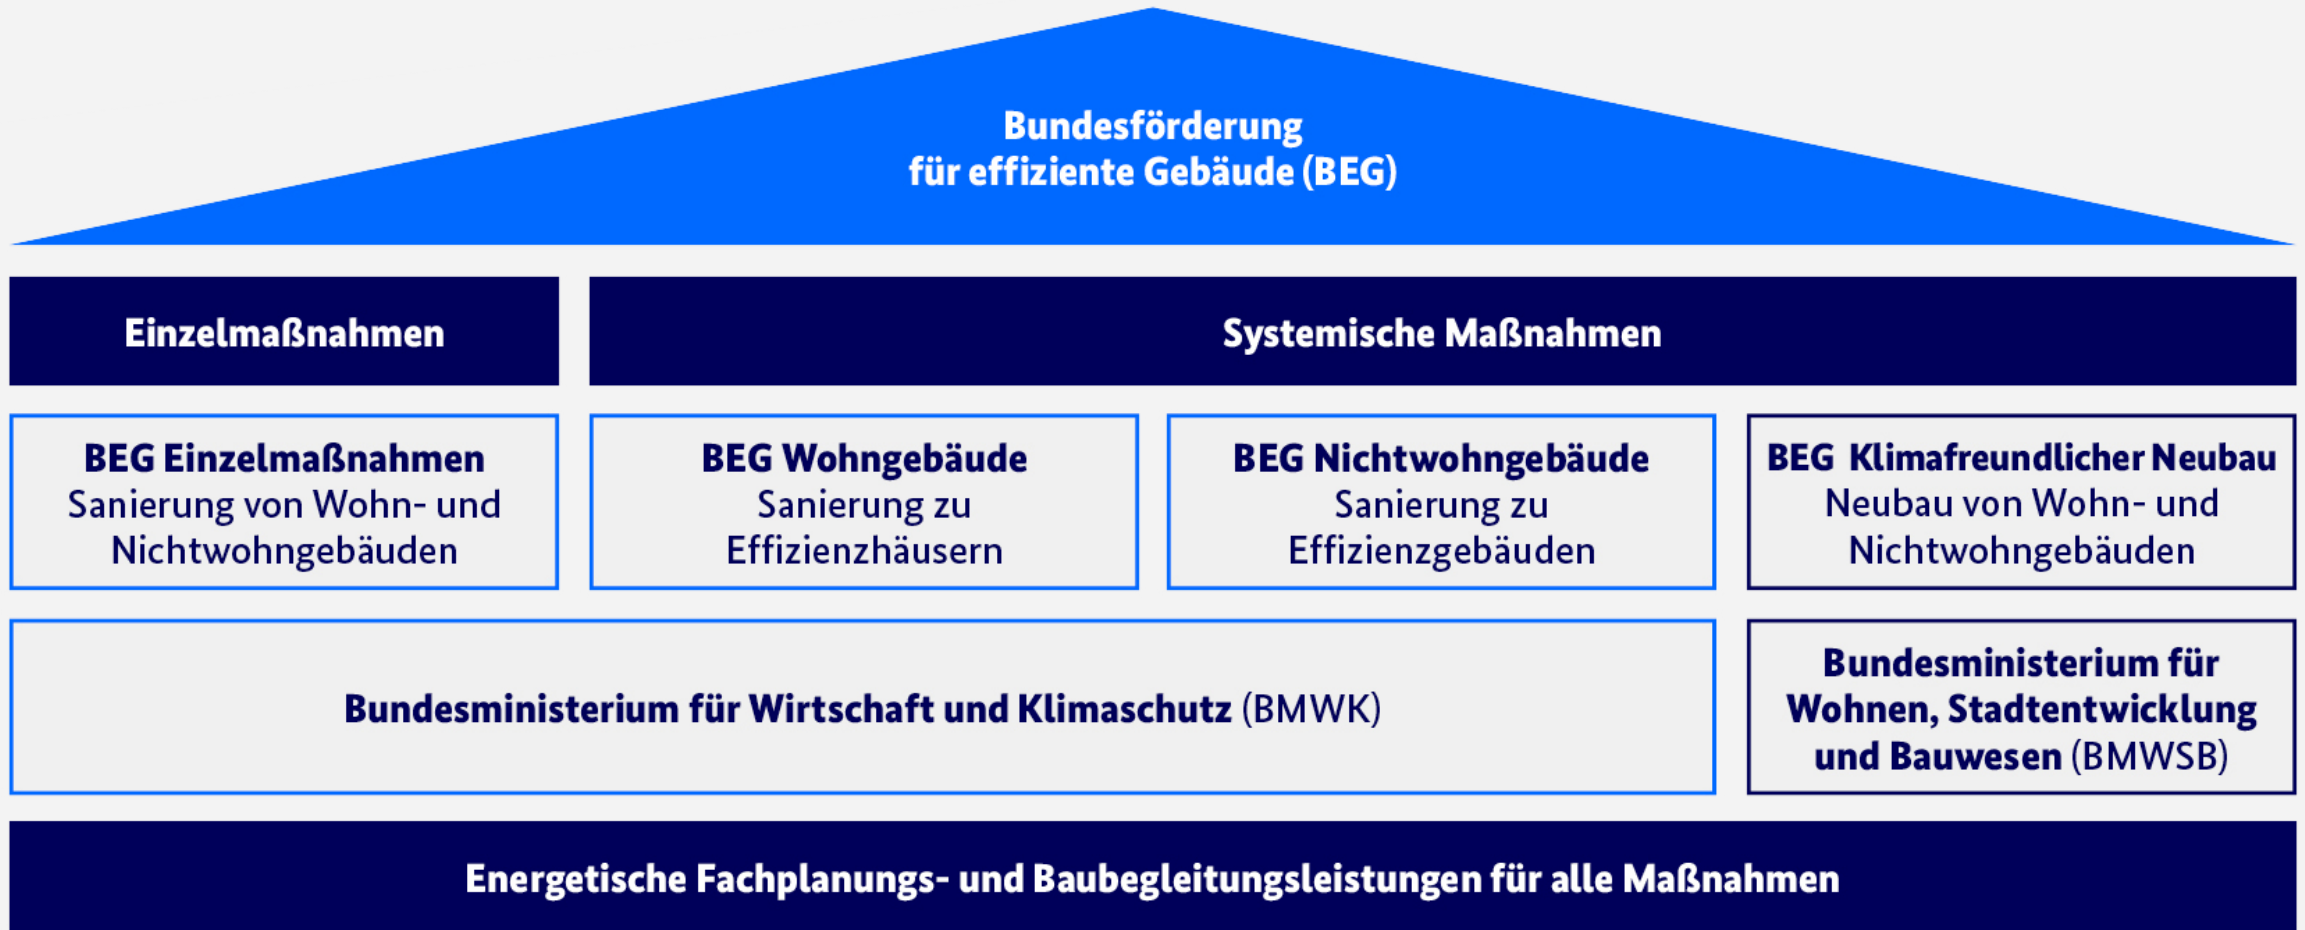 Bundesförderung
für effiziente Gebäude (BEG)
Einzelmaßnahmen
Systemische Maßnahmen
BEG Einzelmaßnahmen
Sanierung von Wohn- und
Nichtwohngebäuden
BEG Wohngebäude
Sanierung zu
Effizienzhäusern
BEG Nichtwohngebäude
Sanierung zu
Effizienzgebäuden
BEG Klimafreundlicher Neubau
Neubau von Wohn- und
Nichtwohngebäuden
Bundesministerium für Wirtschaft und Klimaschutz (BMWK)
Bundesministerium für
Wohnen, Stadtentwicklung
und Bauwesen (BMWSB)
Energetische Fachplanungs- und Baubegleitungsleistungen für alle Maßnahmen